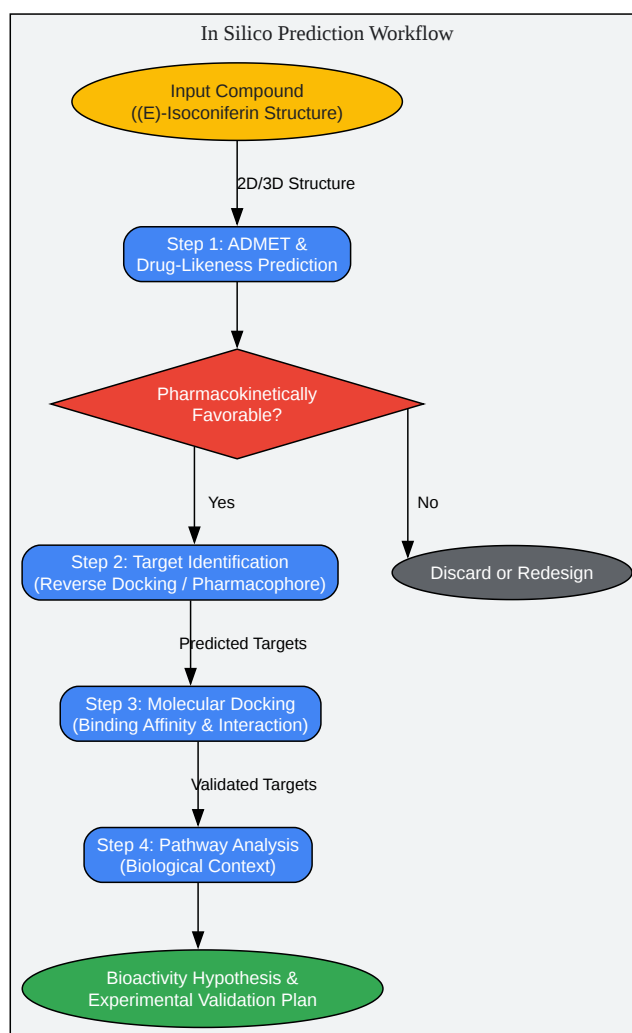 In Silico Prediction Workflow
Input Compound
((E)-Isoconiferin Structure)
2D/3D Structure
Step 1: ADMET &
Drug-Likeness Prediction
Pharmacokinetically
Favorable?
Yes
No
Step 2: Target Identification
(Reverse Docking / Pharmacophore)
Discard or Redesign
Predicted Targets
Step 3: Molecular Docking
(Binding Affinity & Interaction)
Validated Targets
Step 4: Pathway Analysis
(Biological Context)
Bioactivity Hypothesis &
Experimental Validation Plan